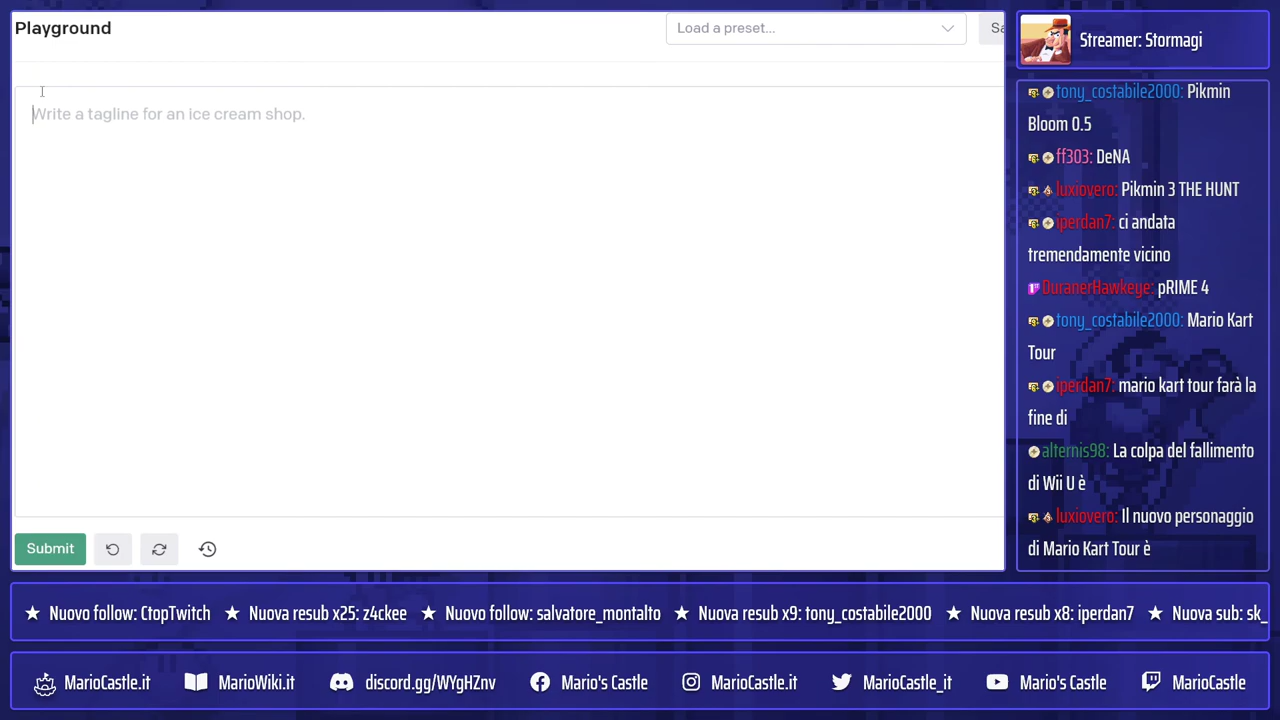 Playground
Load a preset...
Sa
Write a tagline for an ice cream shop.
Submit
Streamer: Stormagi
tony_costabile2000: Pikmin
Bloom 0.5
ff303: DeNA
luxiovero: Pikmin 3 THE HUNT
iperdan7: ci andata
tremendamente vicino
DuranerHawkeye: pRIME 4
tony_costabile2000: Mario Kart
Tour
iperdan7: mario kart tour farà la
fine di
alternis98: La colpa del fallimento
di Wii U è
luxiovero: Il nuovo personaggio
di Mario Kart Tour è
★ Nuovo follow: CtopTwitch ★ Nuova resub x25: z4ckee ★ Nuovo follow: salvatore_montalto ★ Nuova resub x9: tony_costabile2000 ★ Nuova resub x8: iperdan7 ★ Nuova sub: sk_
MarioCastle.it MarioWiki.it discord.gg/WYgHZnv Mario's Castle MarioCastle.it MarioCastle_it Mario's Castle MarioCastle